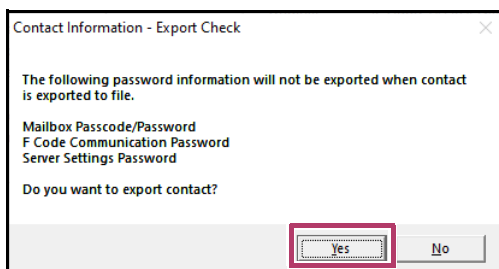 Contact Information - Export Check
The following password information will not be exported when contact
is exported to file.
Mailbox Passcode/Password
F Code Communication Password
Server Settings Password
Do you want to export contact?
Yes
No